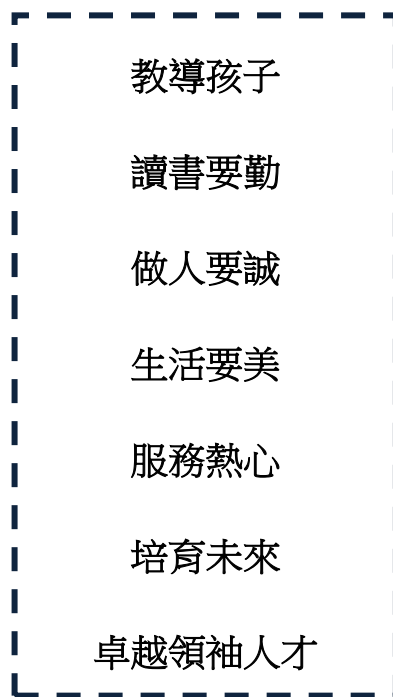 教導孩子
讀書要勤
做人要誠
生活要美
服務熱心
培育未來
卓越領袖人才